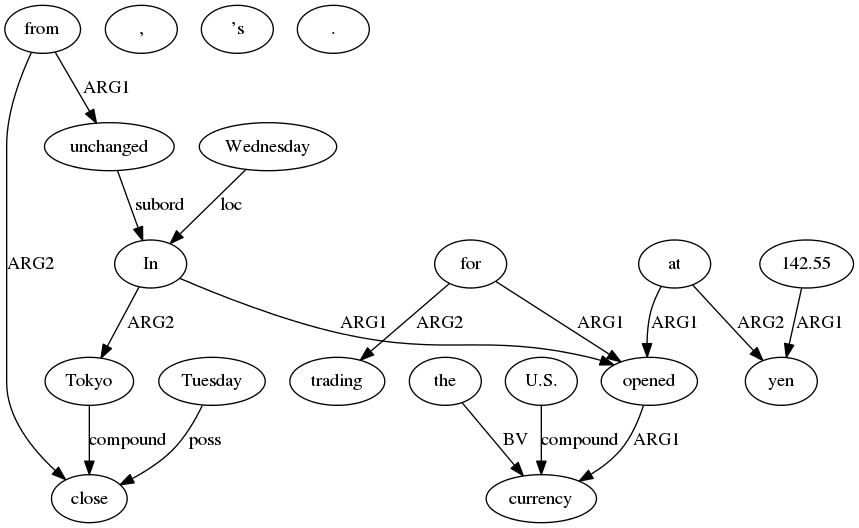 from , 's .
ARG1
unchanged Wednesday
subord loc
ARG2 In for at 142.55
ARG2 ARG1 ARG2 ARG1 ARG1 ARG2 ARG1
Tokyo Tuesday trading the U.S. opened yen
compound poss BV compound ARG1
close currency